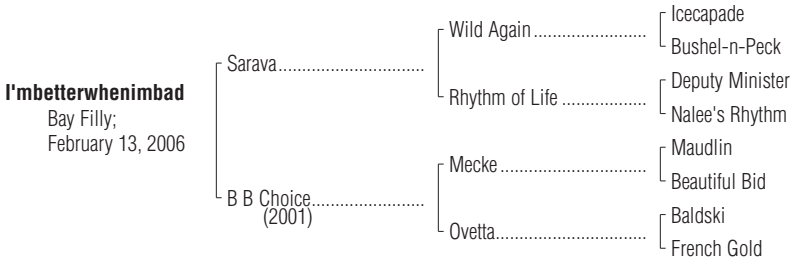 Icecapade
Wild Again
Bushel-n-Peck
Sarava
Deputy Minister
Rhythm of Life
Nalee's Rhythm
I'mbetterwhenimbad
Bay Filly;
February 13, 2006
Maudlin
Mecke
Beautiful Bid
B B Choice
(2001)
Baldski
Ovetta
French Gold